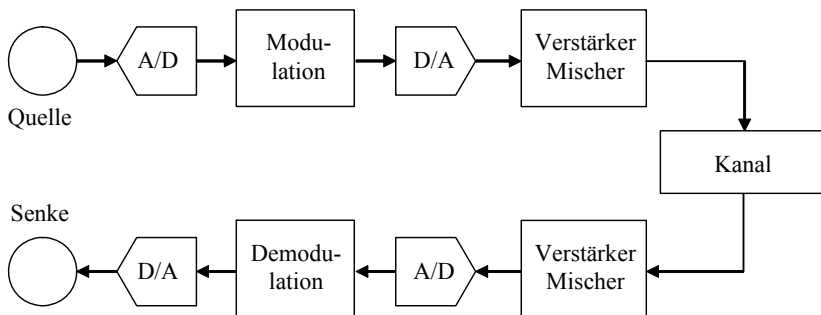 A/D
Modu-
lation
D/A
Verstärker
Mischer
Quelle
Kanal
Senke
D/A
Demodu-
lation
A/D
Verstärker
Mischer